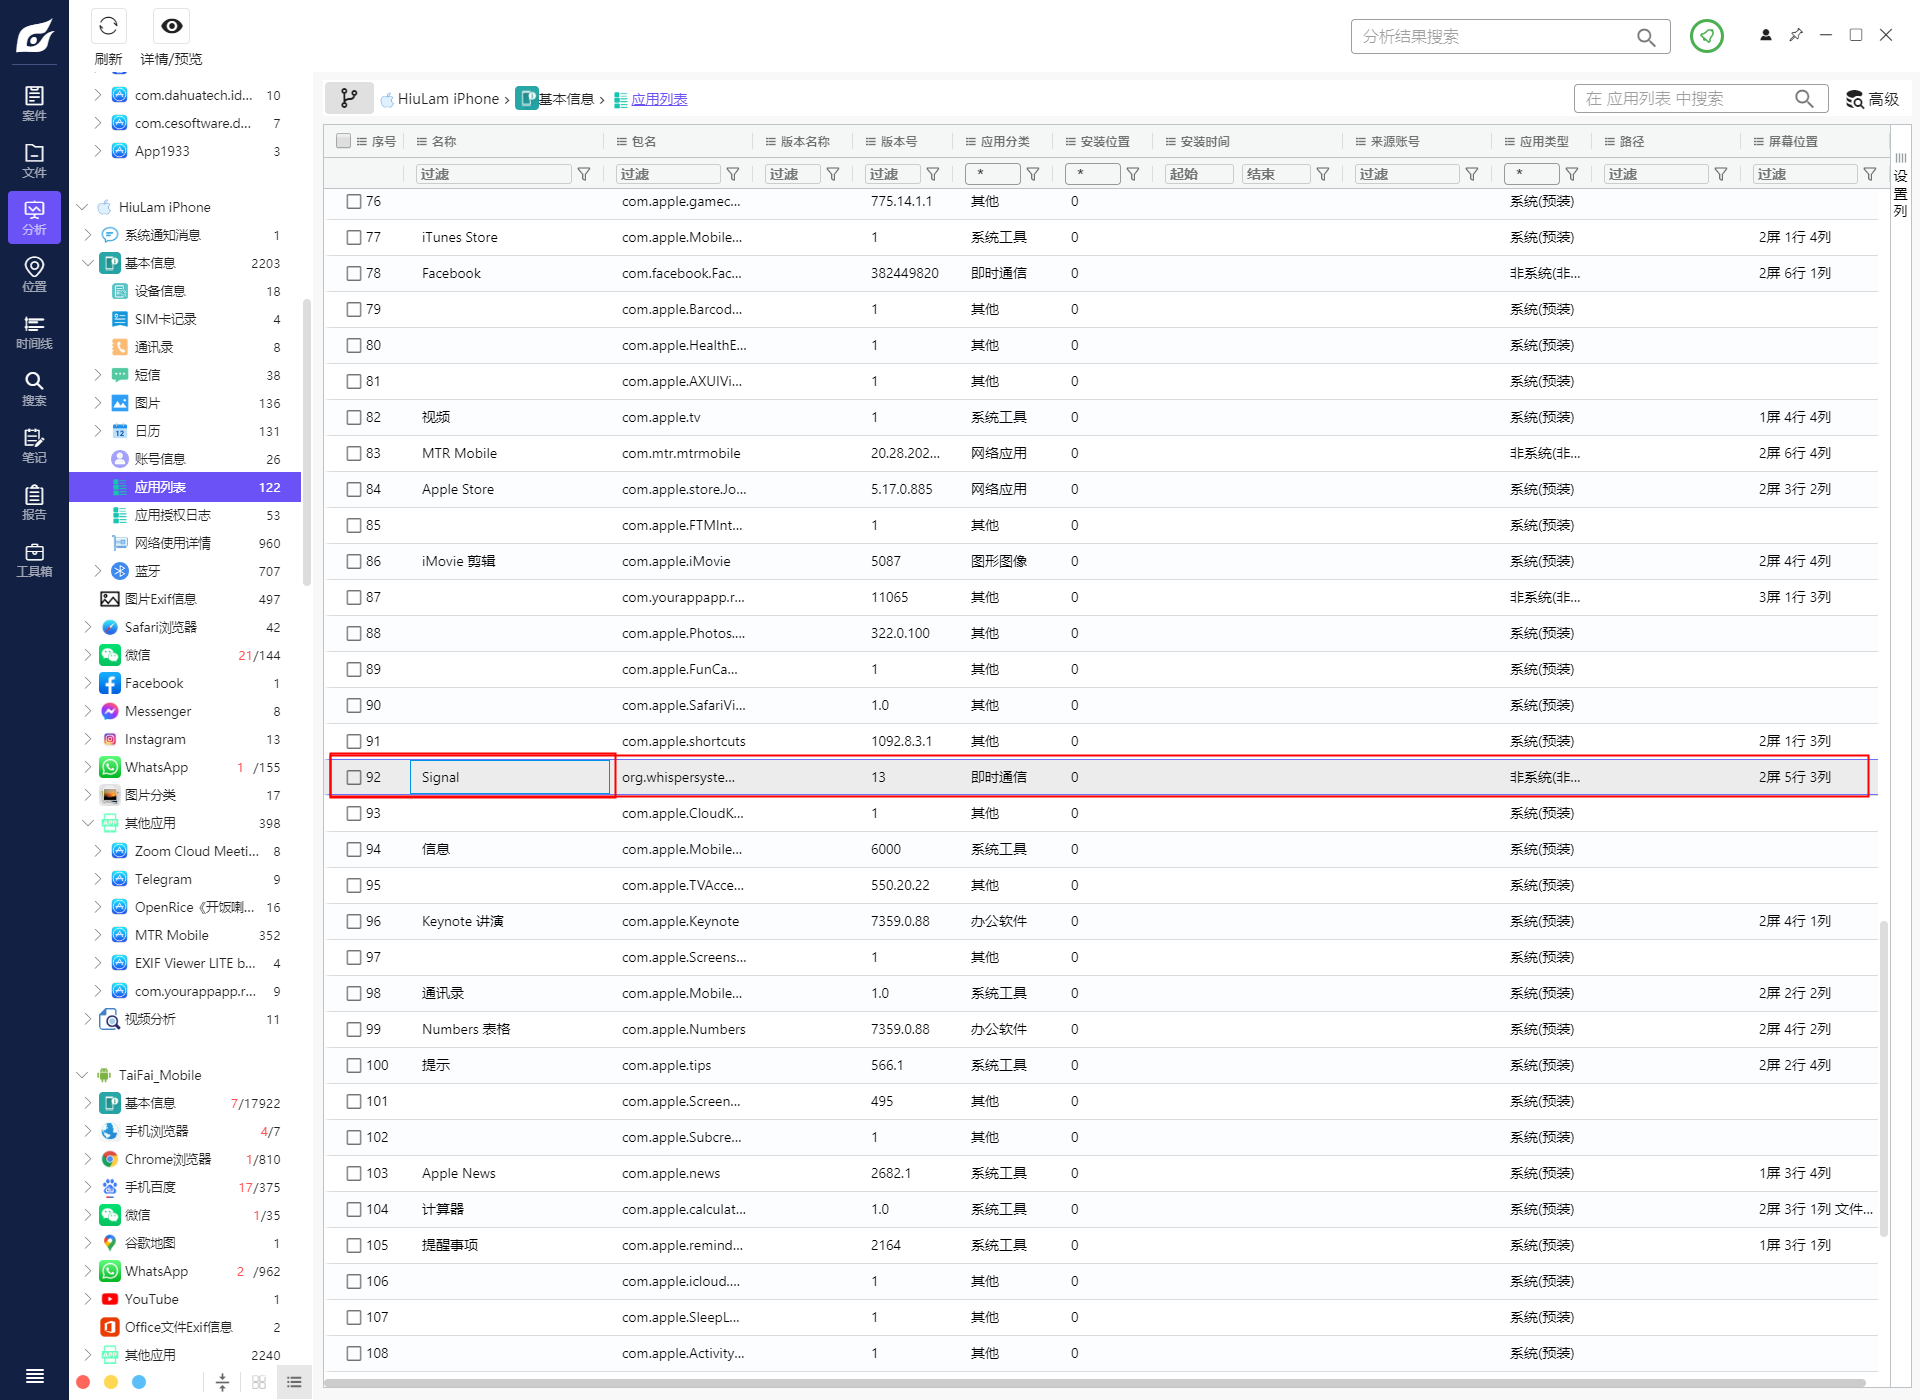 刷新
详情/预览
分析结果搜索
案件
文件
分析
位置
时间线
搜索
笔记
报告
工具箱
com.dahuatech.id... 10
com.cesoftware.d... 7
App1933 3
HiuLam iPhone
系统通知消息 1
基本信息 2203
设备信息 18
SIM卡记录 4
通讯录 8
短信 38
图片 136
日历 131
账号信息 26
应用列表 122
应用授权日志 53
网络使用详情 960
蓝牙 707
图片Exif信息 497
Safari浏览器 42
微信 21/144
Facebook 1
Messenger 8
Instagram 13
WhatsApp 1 /155
图片分类 17
其他应用 398
Zoom Cloud Meeti... 8
Telegram 9
OpenRice《开饭喇... 16
MTR Mobile 352
EXIF Viewer LITE b... 4
com.yourappapp.r... 9
视频分析 11
TaiFai_Mobile
基本信息 7/17922
手机浏览器 4/7
Chrome浏览器 1/810
手机百度 17/375
微信 1/35
谷歌地图 1
WhatsApp 2 /962
YouTube 1
Office文件Exif信息 2
其他应用 2240
HiuLam iPhone › 基本信息 › 应用列表
在 应用列表 中搜索
高级
序号 名称 包名 版本名称 版本号 应用分类 安装位置 安装时间 来源账号 应用类型 路径 屏幕位置
过滤 过滤 过滤 过滤 * * 起始 结束 过滤 * 过滤 过滤
设置列
76 com.apple.gamec... 775.14.1.1 其他 0 系统(预装)
77 iTunes Store com.apple.Mobile... 1 系统工具 0 系统(预装) 2屏 1行 4列
78 Facebook com.facebook.Fac... 382449820 即时通信 0 非系统(非... 2屏 6行 1列
79 com.apple.Barcod... 1 其他 0 系统(预装)
80 com.apple.HealthE... 1 其他 0 系统(预装)
81 com.apple.AXUIVi... 1 其他 0 系统(预装)
82 视频 com.apple.tv 1 系统工具 0 系统(预装) 1屏 4行 4列
83 MTR Mobile com.mtr.mtrmobile 20.28.202... 网络应用 0 非系统(非... 2屏 6行 4列
84 Apple Store com.apple.store.Jo... 5.17.0.885 网络应用 0 系统(预装) 2屏 3行 2列
85 com.apple.FTMInt... 1 其他 0 系统(预装)
86 iMovie 剪辑 com.apple.iMovie 5087 图形图像 0 系统(预装) 2屏 4行 4列
87 com.yourappapp.r... 11065 其他 0 非系统(非... 3屏 1行 3列
88 com.apple.Photos.... 322.0.100 其他 0 系统(预装)
89 com.apple.FunCa... 1 其他 0 系统(预装)
90 com.apple.SafariVi... 1.0 其他 0 系统(预装)
91 com.apple.shortcuts 1092.8.3.1 其他 0 系统(预装) 2屏 1行 3列
92 Signal org.whispersyste... 13 即时通信 0 非系统(非... 2屏 5行 3列
93 com.apple.CloudK... 1 其他 0 系统(预装)
94 信息 com.apple.Mobile... 6000 系统工具 0 系统(预装)
95 com.apple.TVAcce... 550.20.22 其他 0 系统(预装)
96 Keynote 讲演 com.apple.Keynote 7359.0.88 办公软件 0 系统(预装) 2屏 4行 1列
97 com.apple.Screens... 1 其他 0 系统(预装)
98 通讯录 com.apple.Mobile... 1.0 系统工具 0 系统(预装) 2屏 2行 2列
99 Numbers 表格 com.apple.Numbers 7359.0.88 办公软件 0 系统(预装) 2屏 4行 2列
100 提示 com.apple.tips 566.1 系统工具 0 系统(预装) 2屏 2行 4列
101 com.apple.Screen... 495 其他 0 系统(预装)
102 com.apple.Subcre... 1 其他 0 系统(预装)
103 Apple News com.apple.news 2682.1 系统工具 0 系统(预装) 1屏 3行 4列
104 计算器 com.apple.calculat... 1.0 系统工具 0 系统(预装) 2屏 3行 1列 文件...
105 提醒事项 com.apple.remind... 2164 系统工具 0 系统(预装) 1屏 3行 1列
106 com.apple.icloud.... 1 其他 0 系统(预装)
107 com.apple.SleepL... 1 其他 0 系统(预装)
108 com.apple.Activity... 1 其他 0 系统(预装)